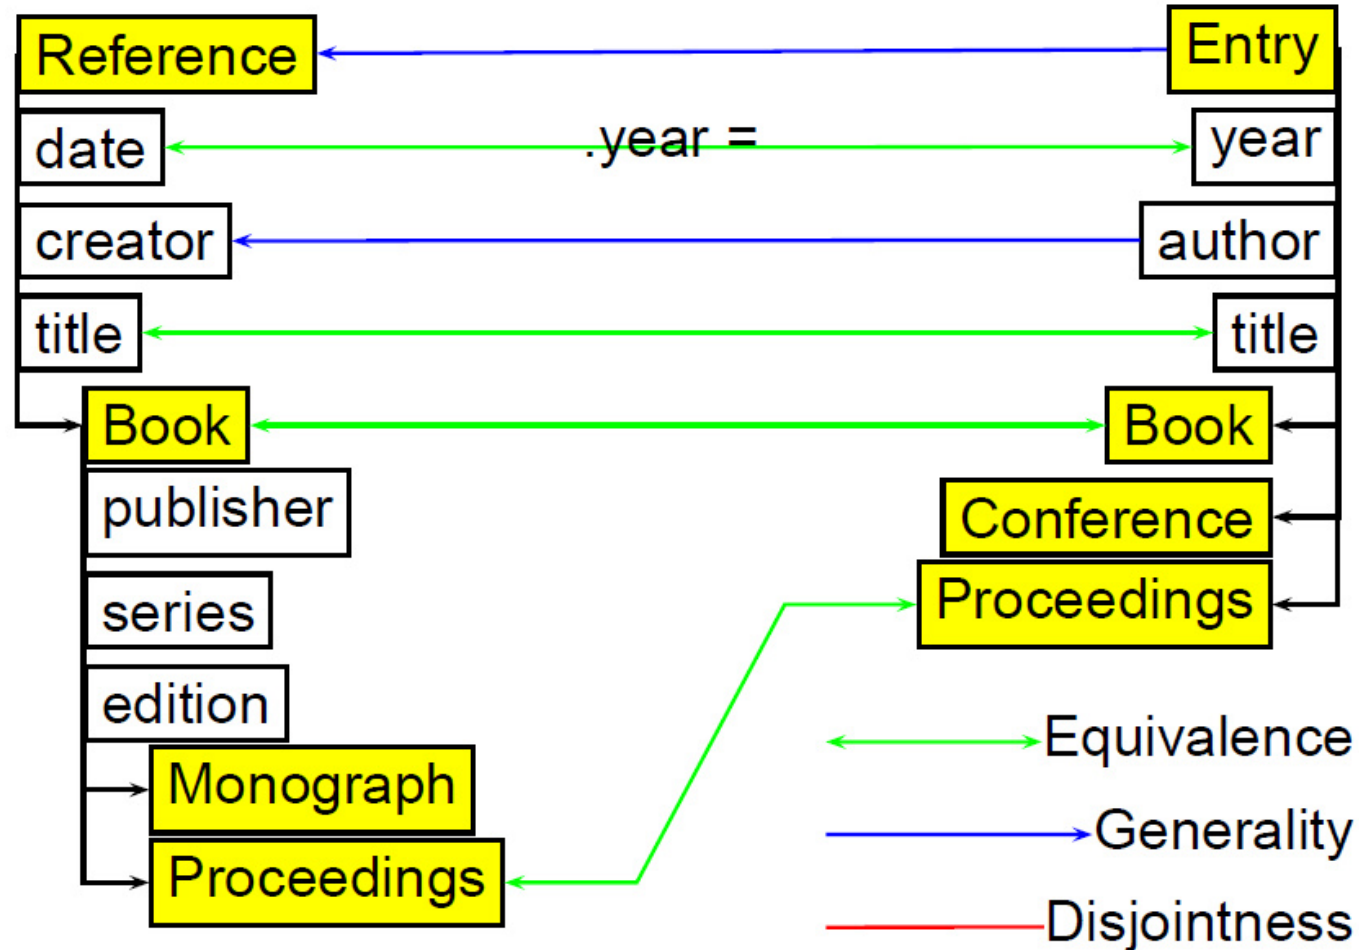 Reference
Entry
date
.year =
year
creator
author
title
title
Book
Book
publisher
Conference
series
Proceedings
edition
Equivalence
Monograph
Generality
Proceedings
Disjointness